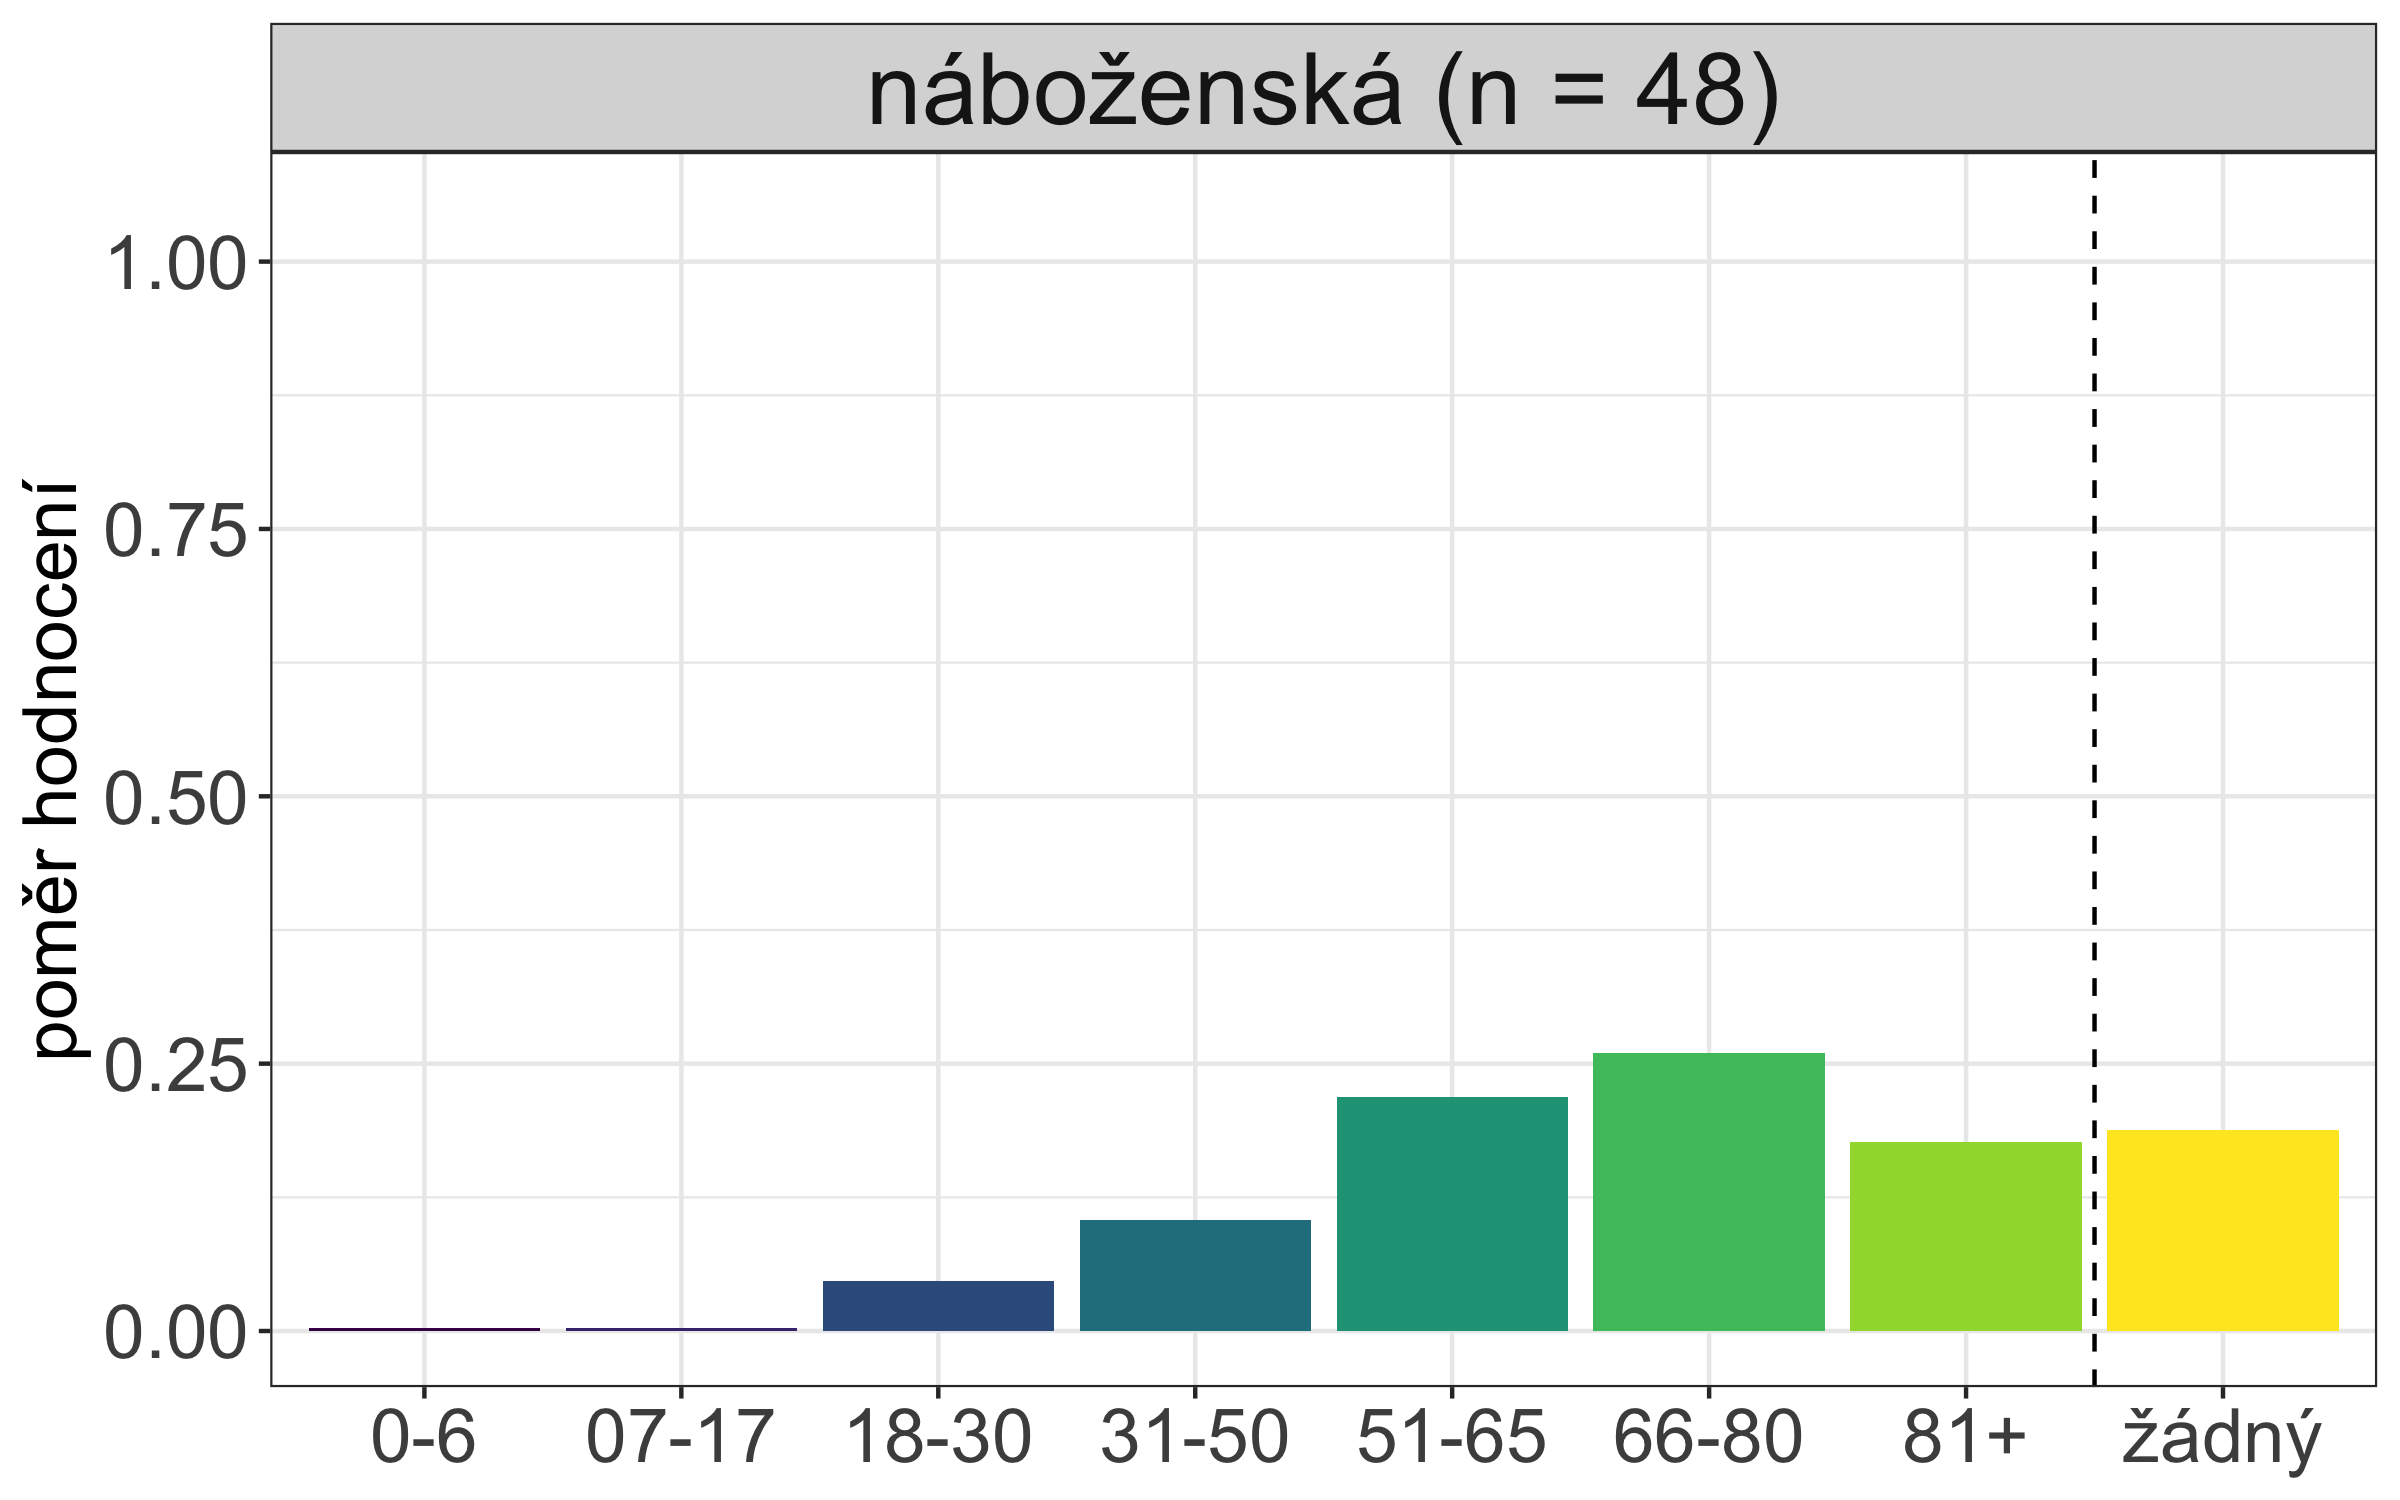 náboženská (n = 48)
poměr hodnocení
1.00
0.75
0.50
0.25
0.00
0-6 07-17 18-30 31-50 51-65 66-80 81+ žádný